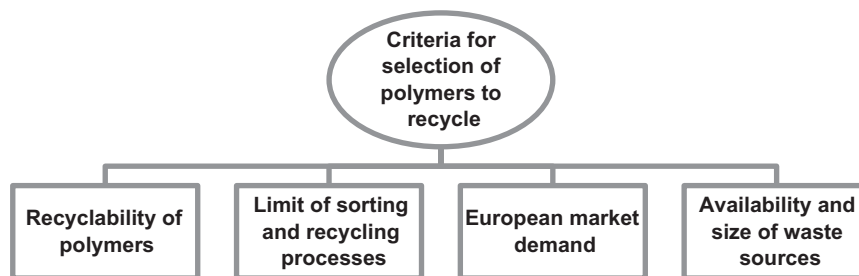 Criteria for
selection of
polymers to
recycle
Recyclability of
polymers
Limit of sorting
and recycling
processes
European market
demand
Availability and
size of waste
sources